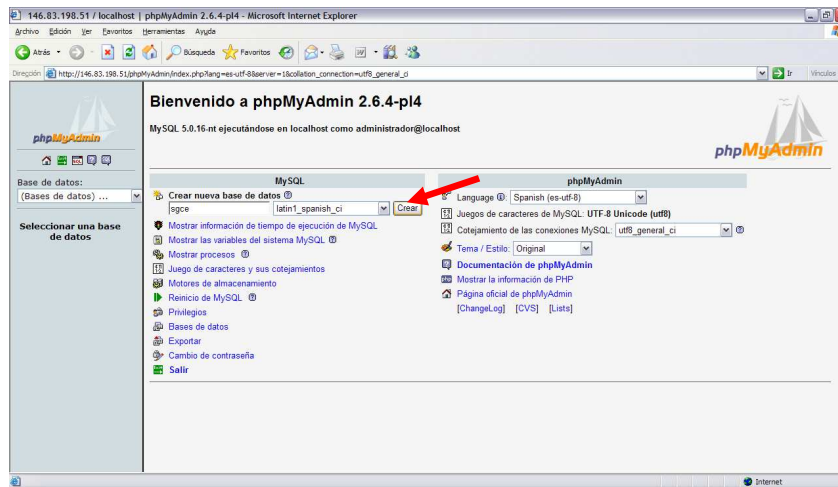 146.83.198.51 / localhost | phpMyAdmin 2.6.4-pl4 - Microsoft Internet Explorer
Archivo Edición Ver Favoritos Herramientas Ayuda
Atrás Búsqueda Favoritos
Dirección http://146.83.198.51/phpMyAdmin/index.php?lang=es-utf-8&server=1&collation_connection=utf8_general_ci Ir Vínculos
phpMyAdmin
Base de datos:
(Bases de datos) ...
Seleccionar una base
de datos
Bienvenido a phpMyAdmin 2.6.4-pl4
MySQL 5.0.16-nt ejecutándose en localhost como administrador@localhost
phpMyAdmin
MySQL
Crear nueva base de datos
sgce latin1_spanish_ci Crear
Mostrar información de tiempo de ejecución de MySQL
Mostrar las variables del sistema MySQL
Mostrar procesos
Juego de caracteres y sus cotejamientos
Motores de almacenamiento
Reinicio de MySQL
Privilegios
Bases de datos
Exportar
Cambio de contraseña
Salir
phpMyAdmin
Language: Spanish (es-utf-8)
Juegos de caracteres de MySQL: UTF-8 Unicode (utf8)
Cotejamiento de las conexiones MySQL: utf8_general_ci
Tema / Estilo: Original
Documentación de phpMyAdmin
Mostrar la información de PHP
Página oficial de phpMyAdmin
[ChangeLog] [CVS] [Lists]
Internet